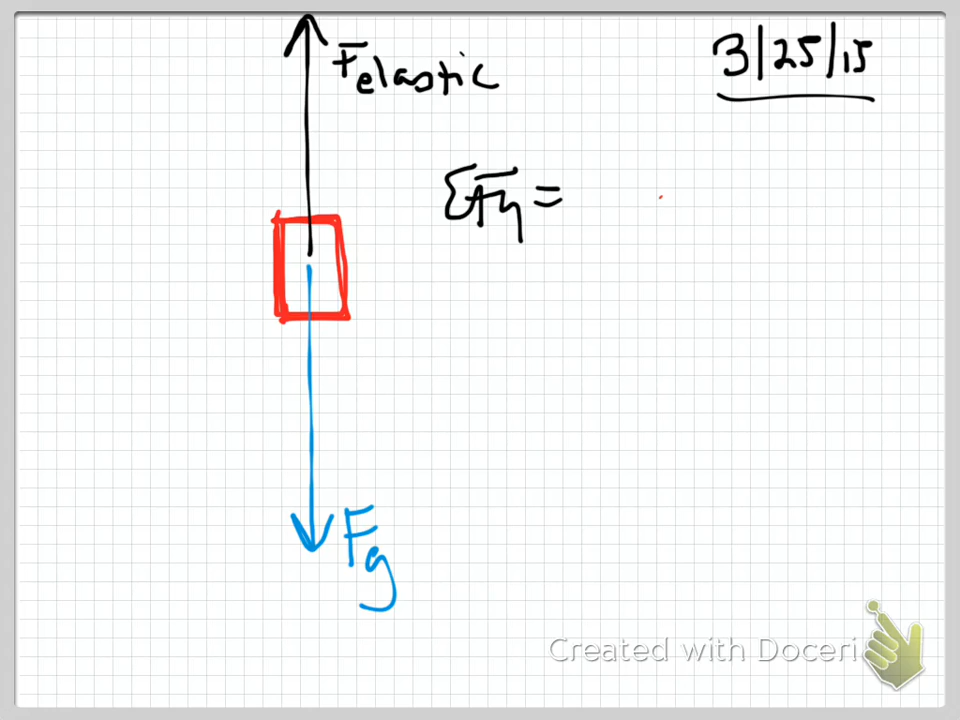 3/25/15
Felastic
ΣFy =
Fg
Created with Doceri